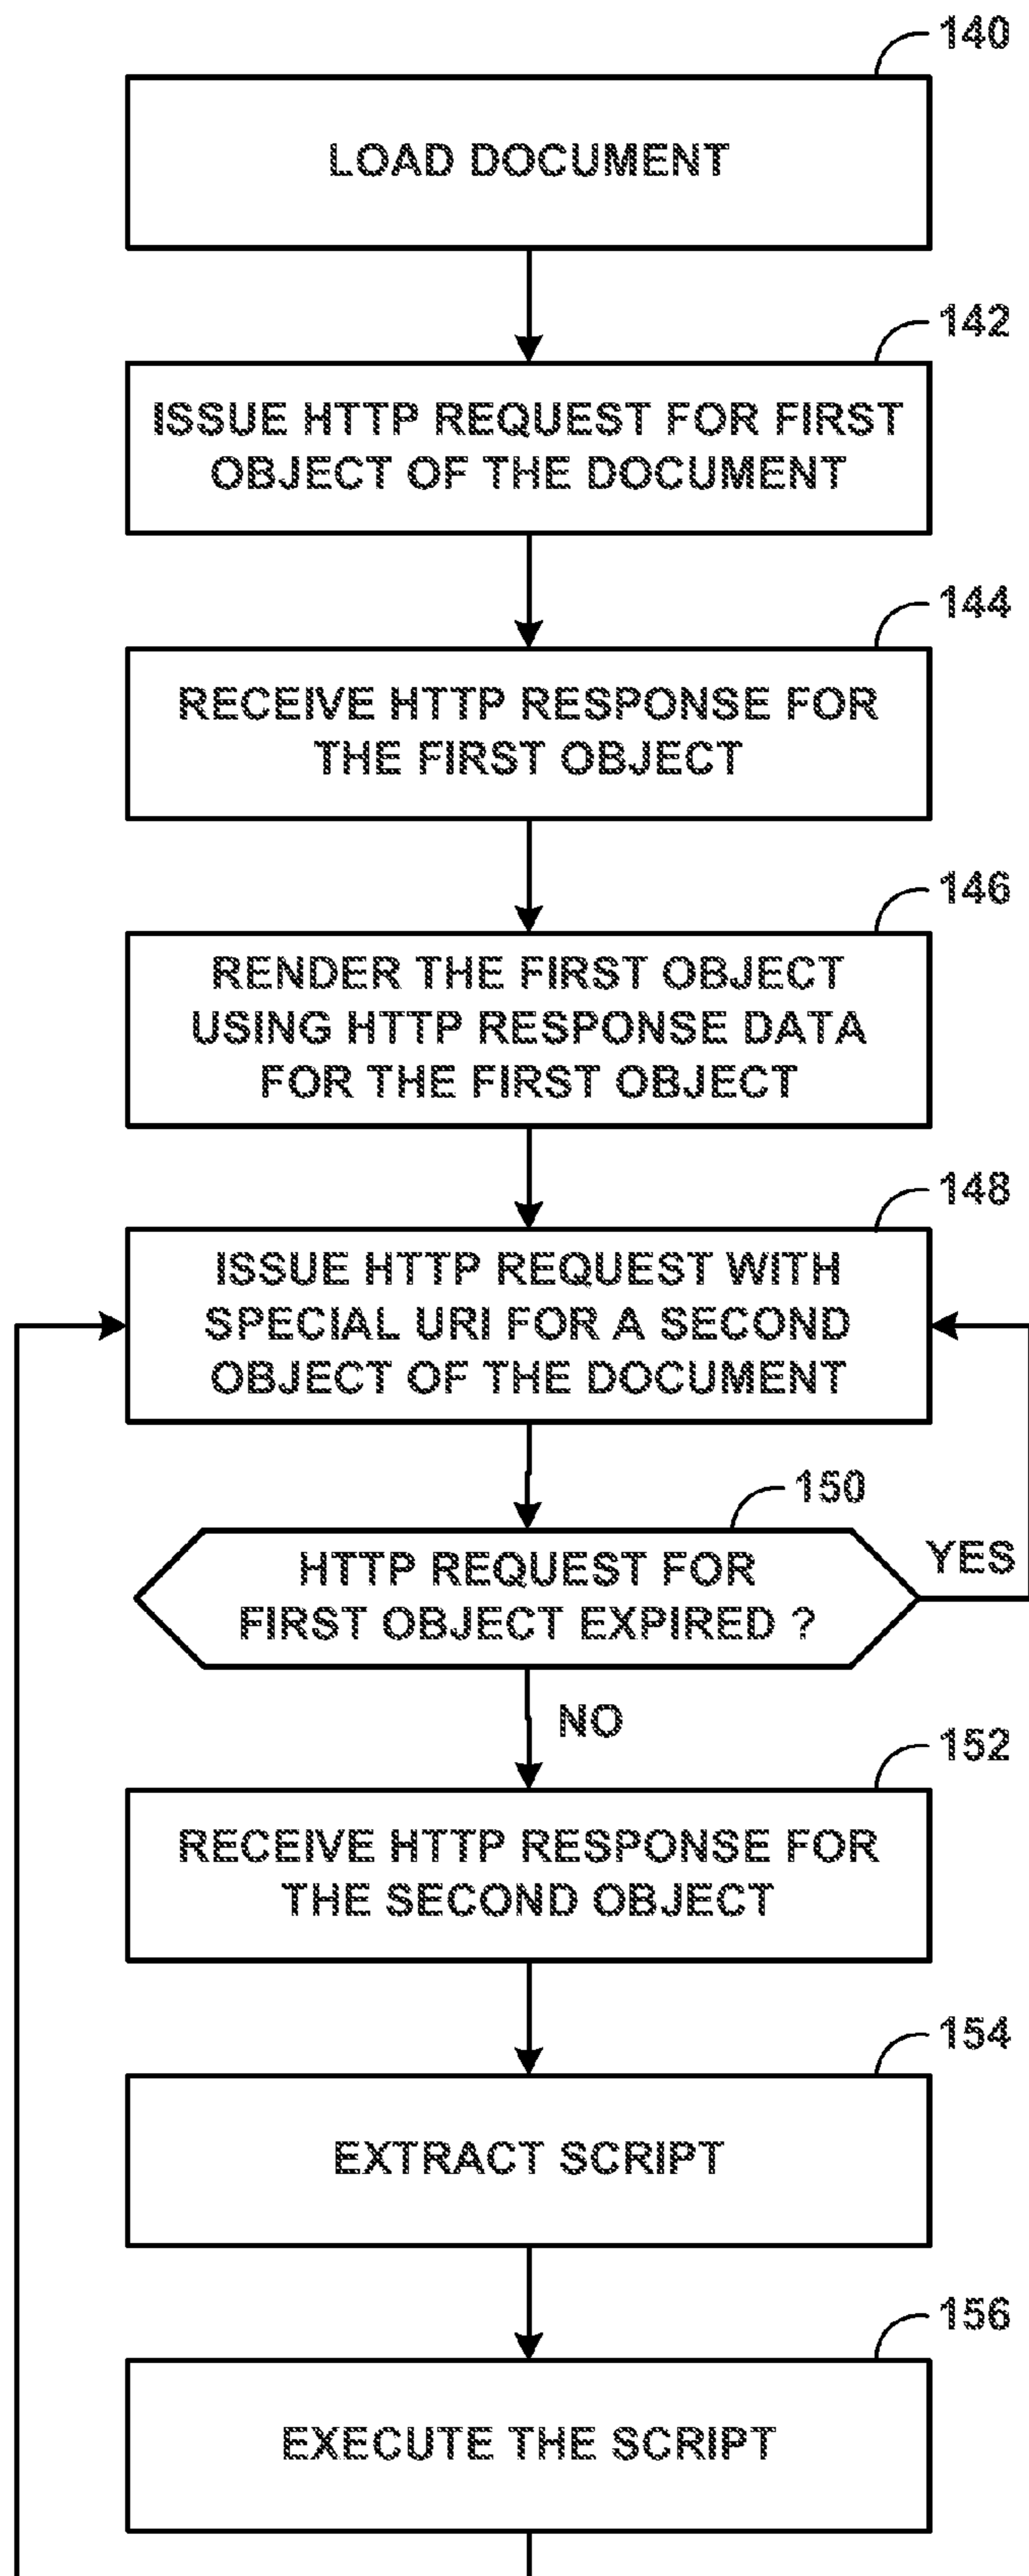 140
LOAD DOCUMENT
142
ISSUE HTTP REQUEST FOR FIRST
OBJECT OF THE DOCUMENT
144
RECEIVE HTTP RESPONSE FOR
THE FIRST OBJECT
146
RENDER THE FIRST OBJECT
USING HTTP RESPONSE DATA
FOR THE FIRST OBJECT
148
ISSUE HTTP REQUEST WITH
SPECIAL URI FOR A SECOND
OBJECT OF THE DOCUMENT
150
HTTP REQUEST FOR
FIRST OBJECT EXPIRED ?
YES
NO
152
RECEIVE HTTP RESPONSE FOR
THE SECOND OBJECT
154
EXTRACT SCRIPT
156
EXECUTE THE SCRIPT